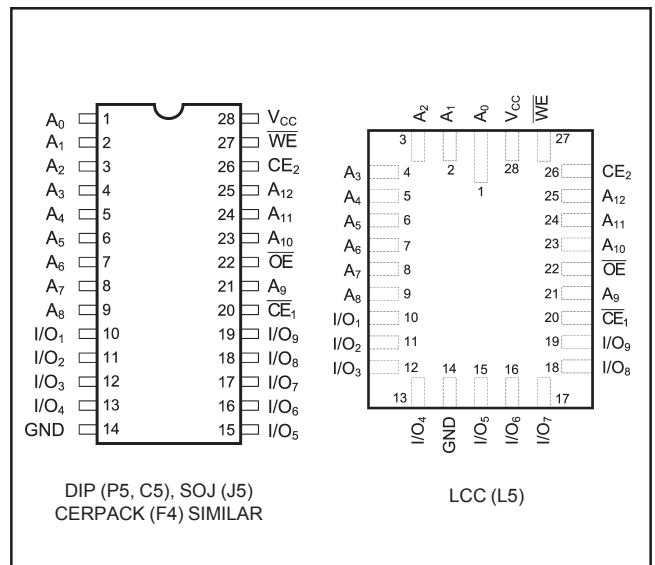 A0 1 28 VCC
A1 2 27 W̅E̅
A2 3 26 CE2
A3 4 25 A12
A4 5 24 A11
A5 6 23 A10
A6 7 22 O̅E̅
A7 8 21 A9
A8 9 20 C̅E̅1
I/O1 10 19 I/O9
I/O2 11 18 I/O8
I/O3 12 17 I/O7
I/O4 13 16 I/O6
GND 14 15 I/O5
DIP (P5, C5), SOJ (J5)
CERPACK (F4) SIMILAR
A2 A1 A0 VCC W̅E̅
3 2 1 28 27
A3 4 26 CE2
A4 5 25 A12
A5 6 24 A11
A6 7 23 A10
A7 8 22 O̅E̅
A8 9 21 A9
I/O1 10 20 C̅E̅1
I/O2 11 19 I/O9
I/O3 12 18 I/O8
13 14 15 16 17
I/O4 GND I/O5 I/O6 I/O7
LCC (L5)